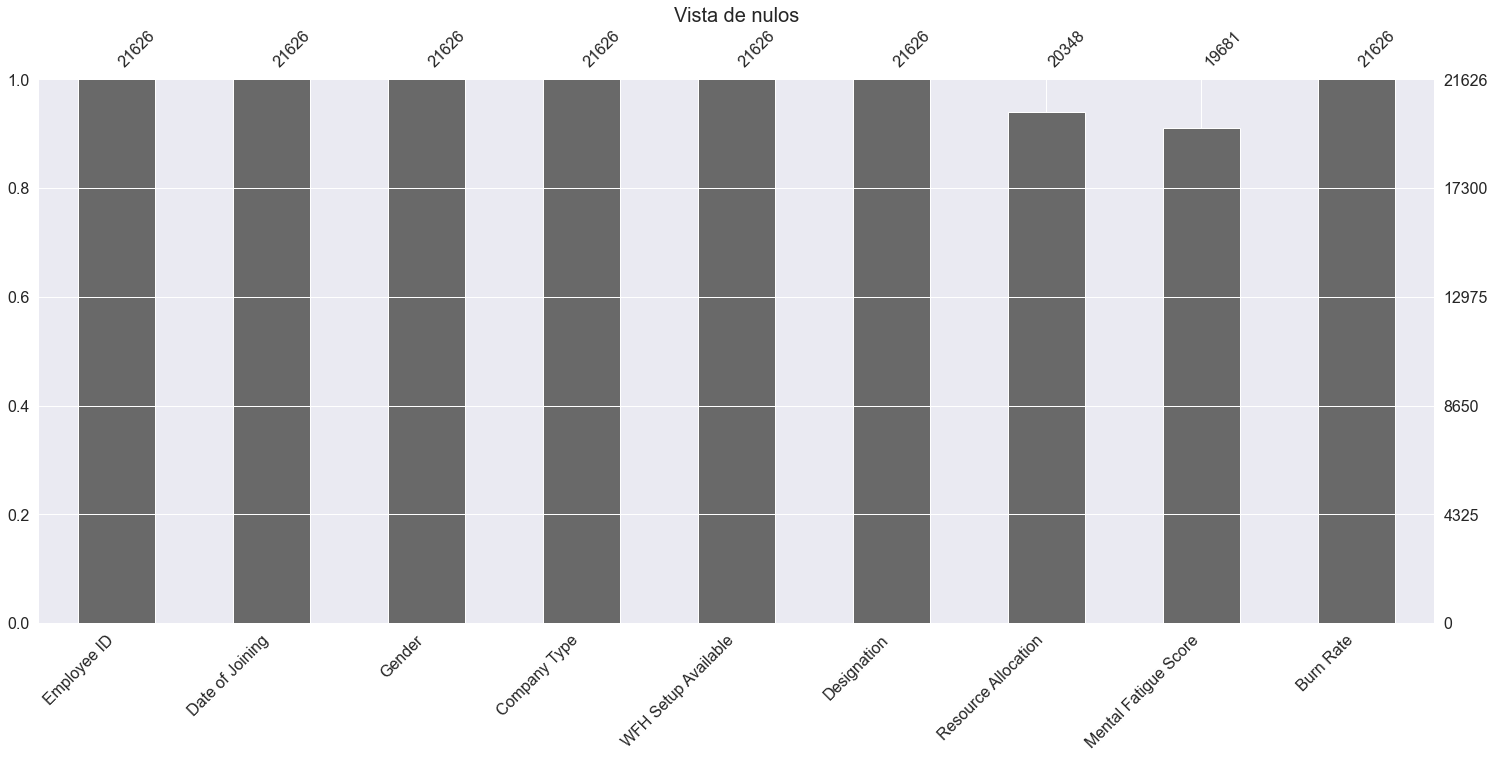 Vista de nulos
21626
21626
21626
21626
21626
21626
20348
19681
21626
1.0
21626
0.8
17300
0.6
12975
0.4
8650
0.2
4325
0.0
0
Employee ID
Date of Joining
Gender
Company Type
WFH Setup Available
Designation
Resource Allocation
Mental Fatigue Score
Burn Rate